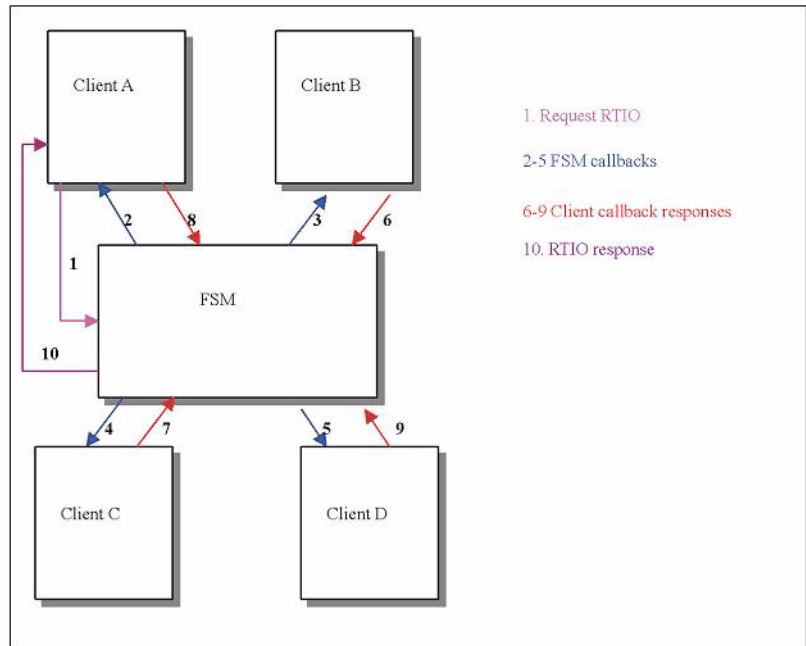 Client A
Client B
1. Request RTIO
2-5 FSM callbacks
6-9 Client callback responses
10. RTIO response
2
8
3
6
1
FSM
10
4
7
5
9
Client C
Client D